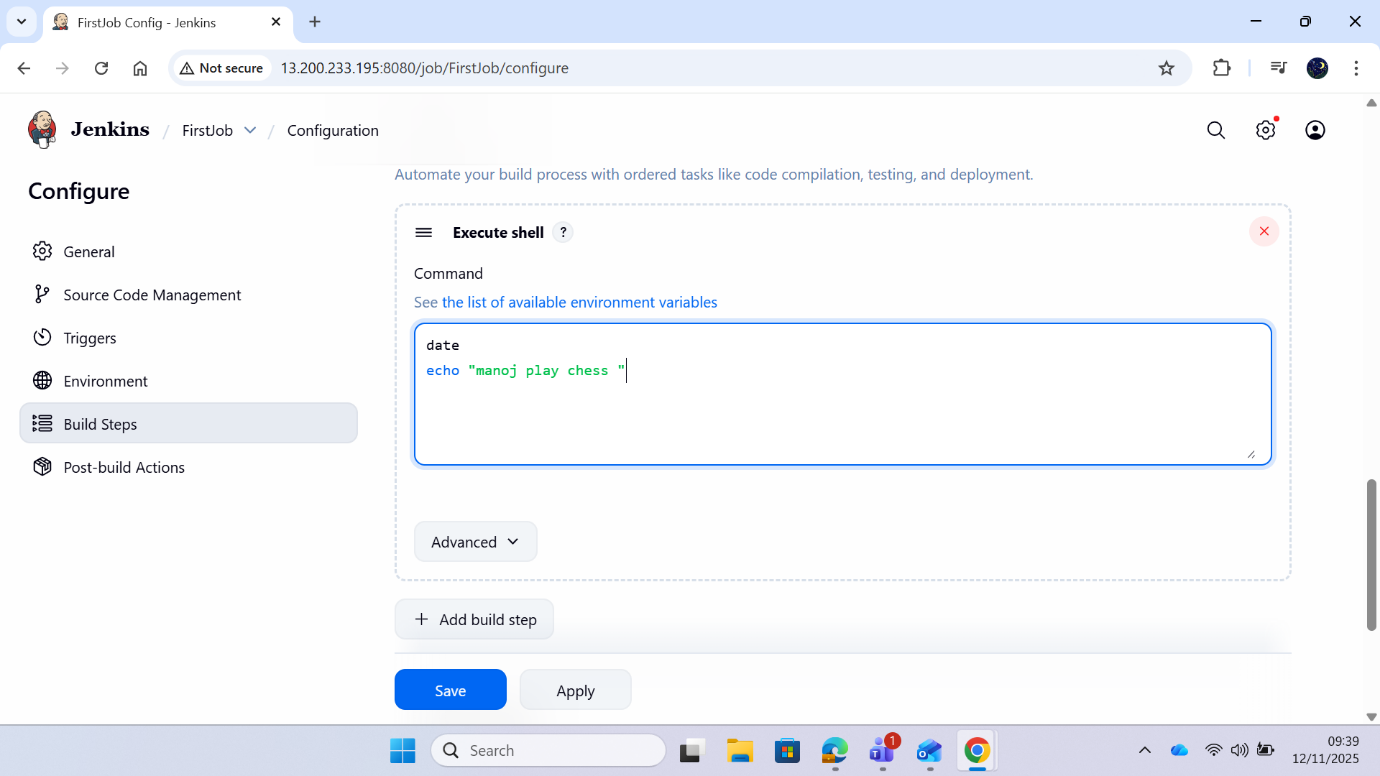 FirstJob Config - Jenkins
Not secure
13.200.233.195:8080/job/FirstJob/configure
Jenkins / FirstJob / Configuration
Configure
General
Source Code Management
Triggers
Environment
Build Steps
Post-build Actions
Automate your build process with ordered tasks like code compilation, testing, and deployment.
Execute shell ?
Command
See the list of available environment variables
date
echo "manoj play chess "
Advanced
+ Add build step
Save
Apply
Search
1
09:39
12/11/2025